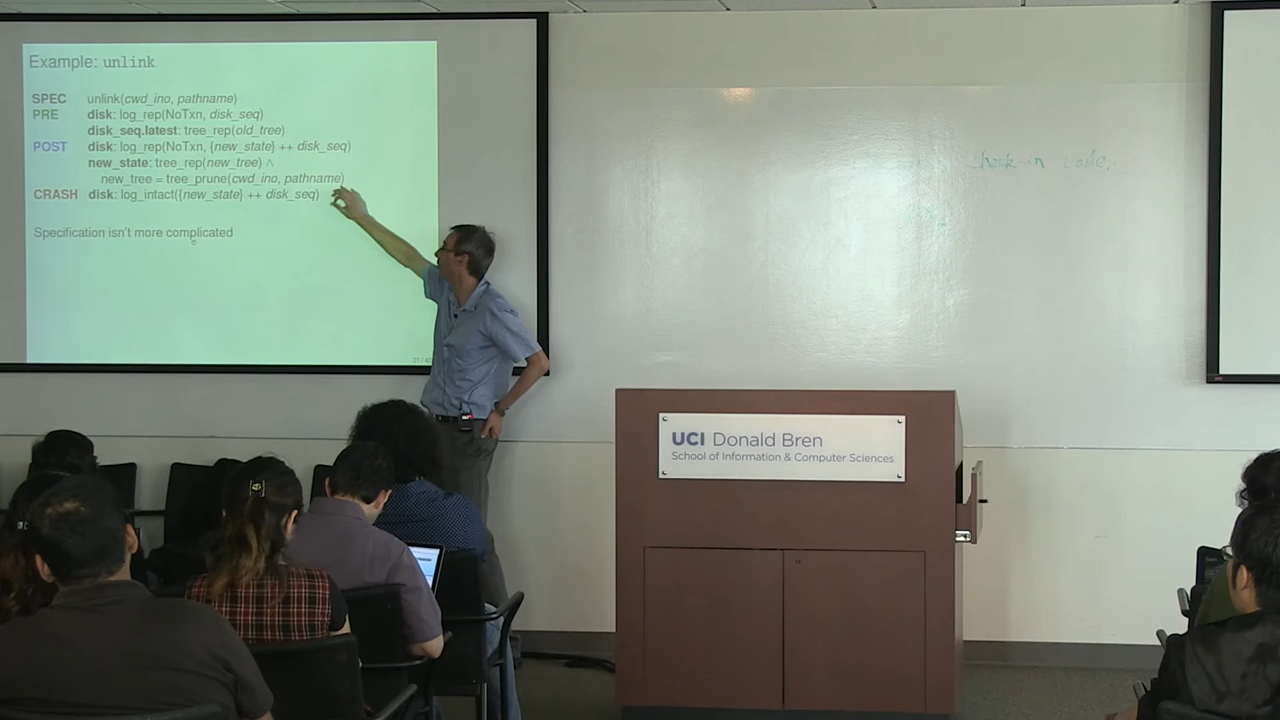 Example: unlink
SPEC unlink(cwd_ino, pathname)
PRE disk: log_rep(NoTxn, disk_seq)
disk_seq.latest: tree_rep(old_tree)
POST disk: log_rep(NoTxn, {new_state} ++ disk_seq)
new_state: tree_rep(new_tree) ∧
new_tree = tree_prune(cwd_ino, pathname)
CRASH disk: log_intact({new_state} ++ disk_seq)
Specification isn't more complicated
check-in code.
UCI Donald Bren
School of Information & Computer Sciences